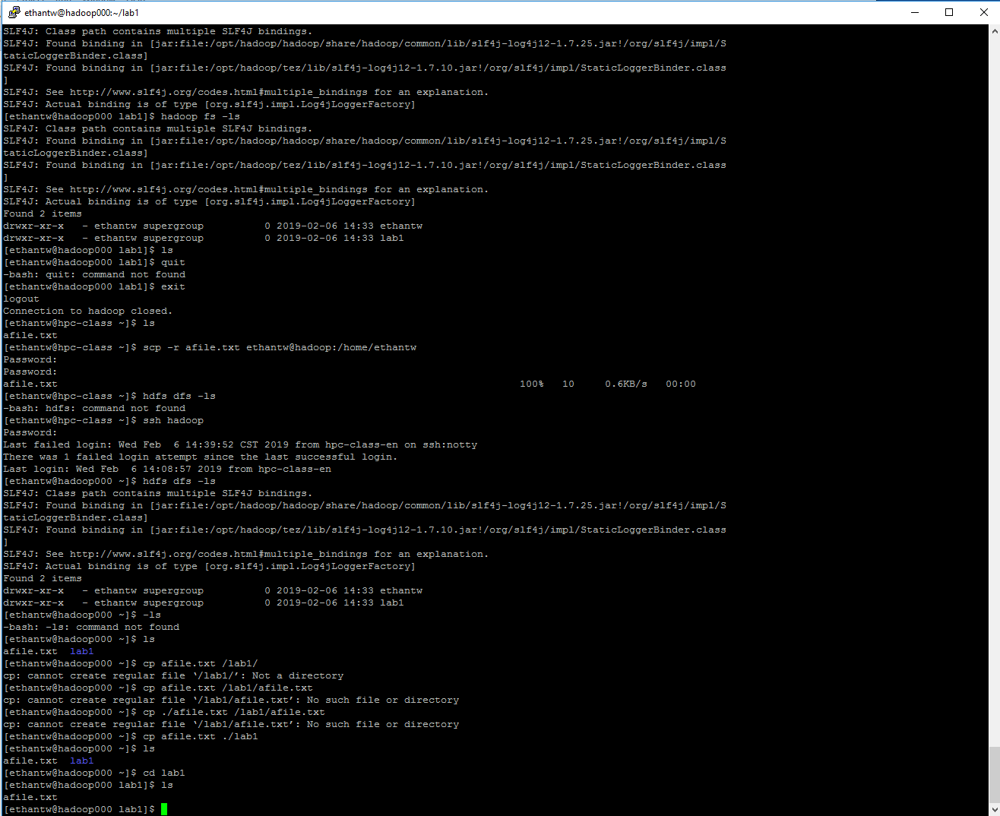 ethantw@hadoop000:~/lab1
SLF4J: Class path contains multiple SLF4J bindings.
SLF4J: Found binding in [jar:file:/opt/hadoop/hadoop/share/hadoop/common/lib/slf4j-log4j12-1.7.25.jar!/org/slf4j/impl/S
taticLoggerBinder.class]
SLF4J: Found binding in [jar:file:/opt/hadoop/tez/lib/slf4j-log4j12-1.7.10.jar!/org/slf4j/impl/StaticLoggerBinder.class
]
SLF4J: See http://www.slf4j.org/codes.html#multiple_bindings for an explanation.
SLF4J: Actual binding is of type [org.slf4j.impl.Log4jLoggerFactory]
[ethantw@hadoop000 lab1]$ hadoop fs -ls
SLF4J: Class path contains multiple SLF4J bindings.
SLF4J: Found binding in [jar:file:/opt/hadoop/hadoop/share/hadoop/common/lib/slf4j-log4j12-1.7.25.jar!/org/slf4j/impl/S
taticLoggerBinder.class]
SLF4J: Found binding in [jar:file:/opt/hadoop/tez/lib/slf4j-log4j12-1.7.10.jar!/org/slf4j/impl/StaticLoggerBinder.class
]
SLF4J: See http://www.slf4j.org/codes.html#multiple_bindings for an explanation.
SLF4J: Actual binding is of type [org.slf4j.impl.Log4jLoggerFactory]
Found 2 items
drwxr-xr-x   - ethantw supergroup          0 2019-02-06 14:33 ethantw
drwxr-xr-x   - ethantw supergroup          0 2019-02-06 14:33 lab1
[ethantw@hadoop000 lab1]$ ls
[ethantw@hadoop000 lab1]$ quit
-bash: quit: command not found
[ethantw@hadoop000 lab1]$ exit
logout
Connection to hadoop closed.
[ethantw@hpc-class ~]$ ls
afile.txt
[ethantw@hpc-class ~]$ scp -r afile.txt ethantw@hadoop:/home/ethantw
Password:
Password:
afile.txt                                                                            100%   10     0.6KB/s   00:00
[ethantw@hpc-class ~]$ hdfs dfs -ls
-bash: hdfs: command not found
[ethantw@hpc-class ~]$ ssh hadoop
Password:
Last failed login: Wed Feb  6 14:39:52 CST 2019 from hpc-class-en on ssh:notty
There was 1 failed login attempt since the last successful login.
Last login: Wed Feb  6 14:08:57 2019 from hpc-class-en
[ethantw@hadoop000 ~]$ hdfs dfs -ls
SLF4J: Class path contains multiple SLF4J bindings.
SLF4J: Found binding in [jar:file:/opt/hadoop/hadoop/share/hadoop/common/lib/slf4j-log4j12-1.7.25.jar!/org/slf4j/impl/S
taticLoggerBinder.class]
SLF4J: Found binding in [jar:file:/opt/hadoop/tez/lib/slf4j-log4j12-1.7.10.jar!/org/slf4j/impl/StaticLoggerBinder.class
]
SLF4J: See http://www.slf4j.org/codes.html#multiple_bindings for an explanation.
SLF4J: Actual binding is of type [org.slf4j.impl.Log4jLoggerFactory]
Found 2 items
drwxr-xr-x   - ethantw supergroup          0 2019-02-06 14:33 ethantw
drwxr-xr-x   - ethantw supergroup          0 2019-02-06 14:33 lab1
[ethantw@hadoop000 ~]$ -ls
-bash: -ls: command not found
[ethantw@hadoop000 ~]$ ls
afile.txt  lab1
[ethantw@hadoop000 ~]$ cp afile.txt /lab1/
cp: cannot create regular file ‘/lab1/’: Not a directory
[ethantw@hadoop000 ~]$ cp afile.txt /lab1/afile.txt
cp: cannot create regular file ‘/lab1/afile.txt’: No such file or directory
[ethantw@hadoop000 ~]$ cp ./afile.txt /lab1/afile.txt
cp: cannot create regular file ‘/lab1/afile.txt’: No such file or directory
[ethantw@hadoop000 ~]$ cp afile.txt ./lab1
[ethantw@hadoop000 ~]$ ls
afile.txt  lab1
[ethantw@hadoop000 ~]$ cd lab1
[ethantw@hadoop000 lab1]$ ls
afile.txt
[ethantw@hadoop000 lab1]$